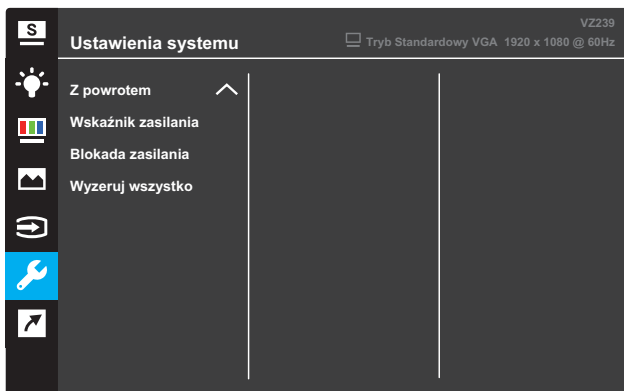 S
VZ239
Ustawienia systemu
Tryb Standardowy VGA 1920 x 1080 @ 60Hz
Z powrotem
Wskaźnik zasilania
Blokada zasilania
Wyzeruj wszystko